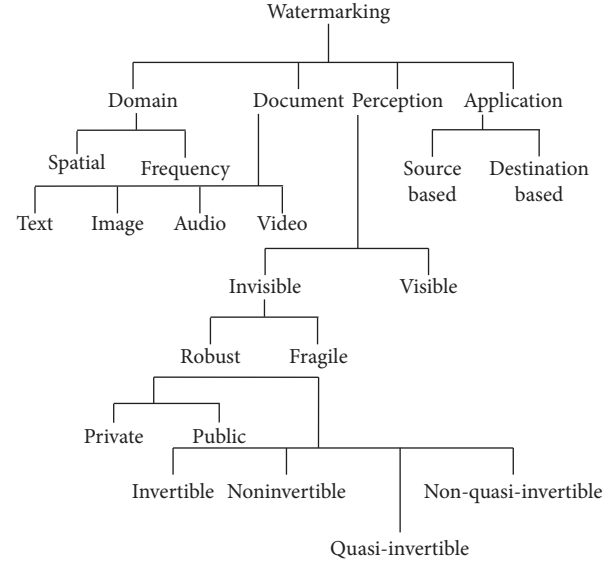 Watermarking
Domain
Document
Perception
Application
Spatial
Frequency
Source
based
Destination
based
Text
Image
Audio
Video
Invisible
Visible
Robust
Fragile
Private
Public
Invertible
Noninvertible
Non-quasi-invertible
Quasi-invertible